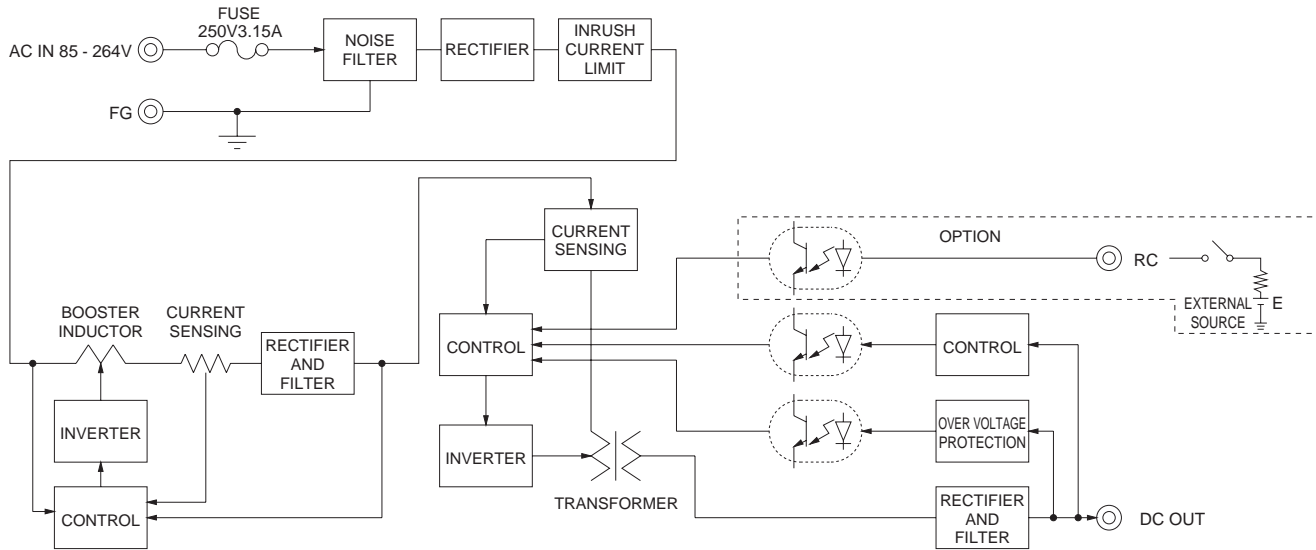 FUSE
250V3.15A
AC IN 85 - 264V
NOISE
FILTER
RECTIFIER
INRUSH
CURRENT
LIMIT
FG
CURRENT
SENSING
OPTION
RC
EXTERNAL
SOURCE
E
BOOSTER
INDUCTOR
CURRENT
SENSING
RECTIFIER
AND
FILTER
CONTROL
CONTROL
INVERTER
INVERTER
OVER VOLTAGE
PROTECTION
TRANSFORMER
CONTROL
RECTIFIER
AND
FILTER
DC OUT